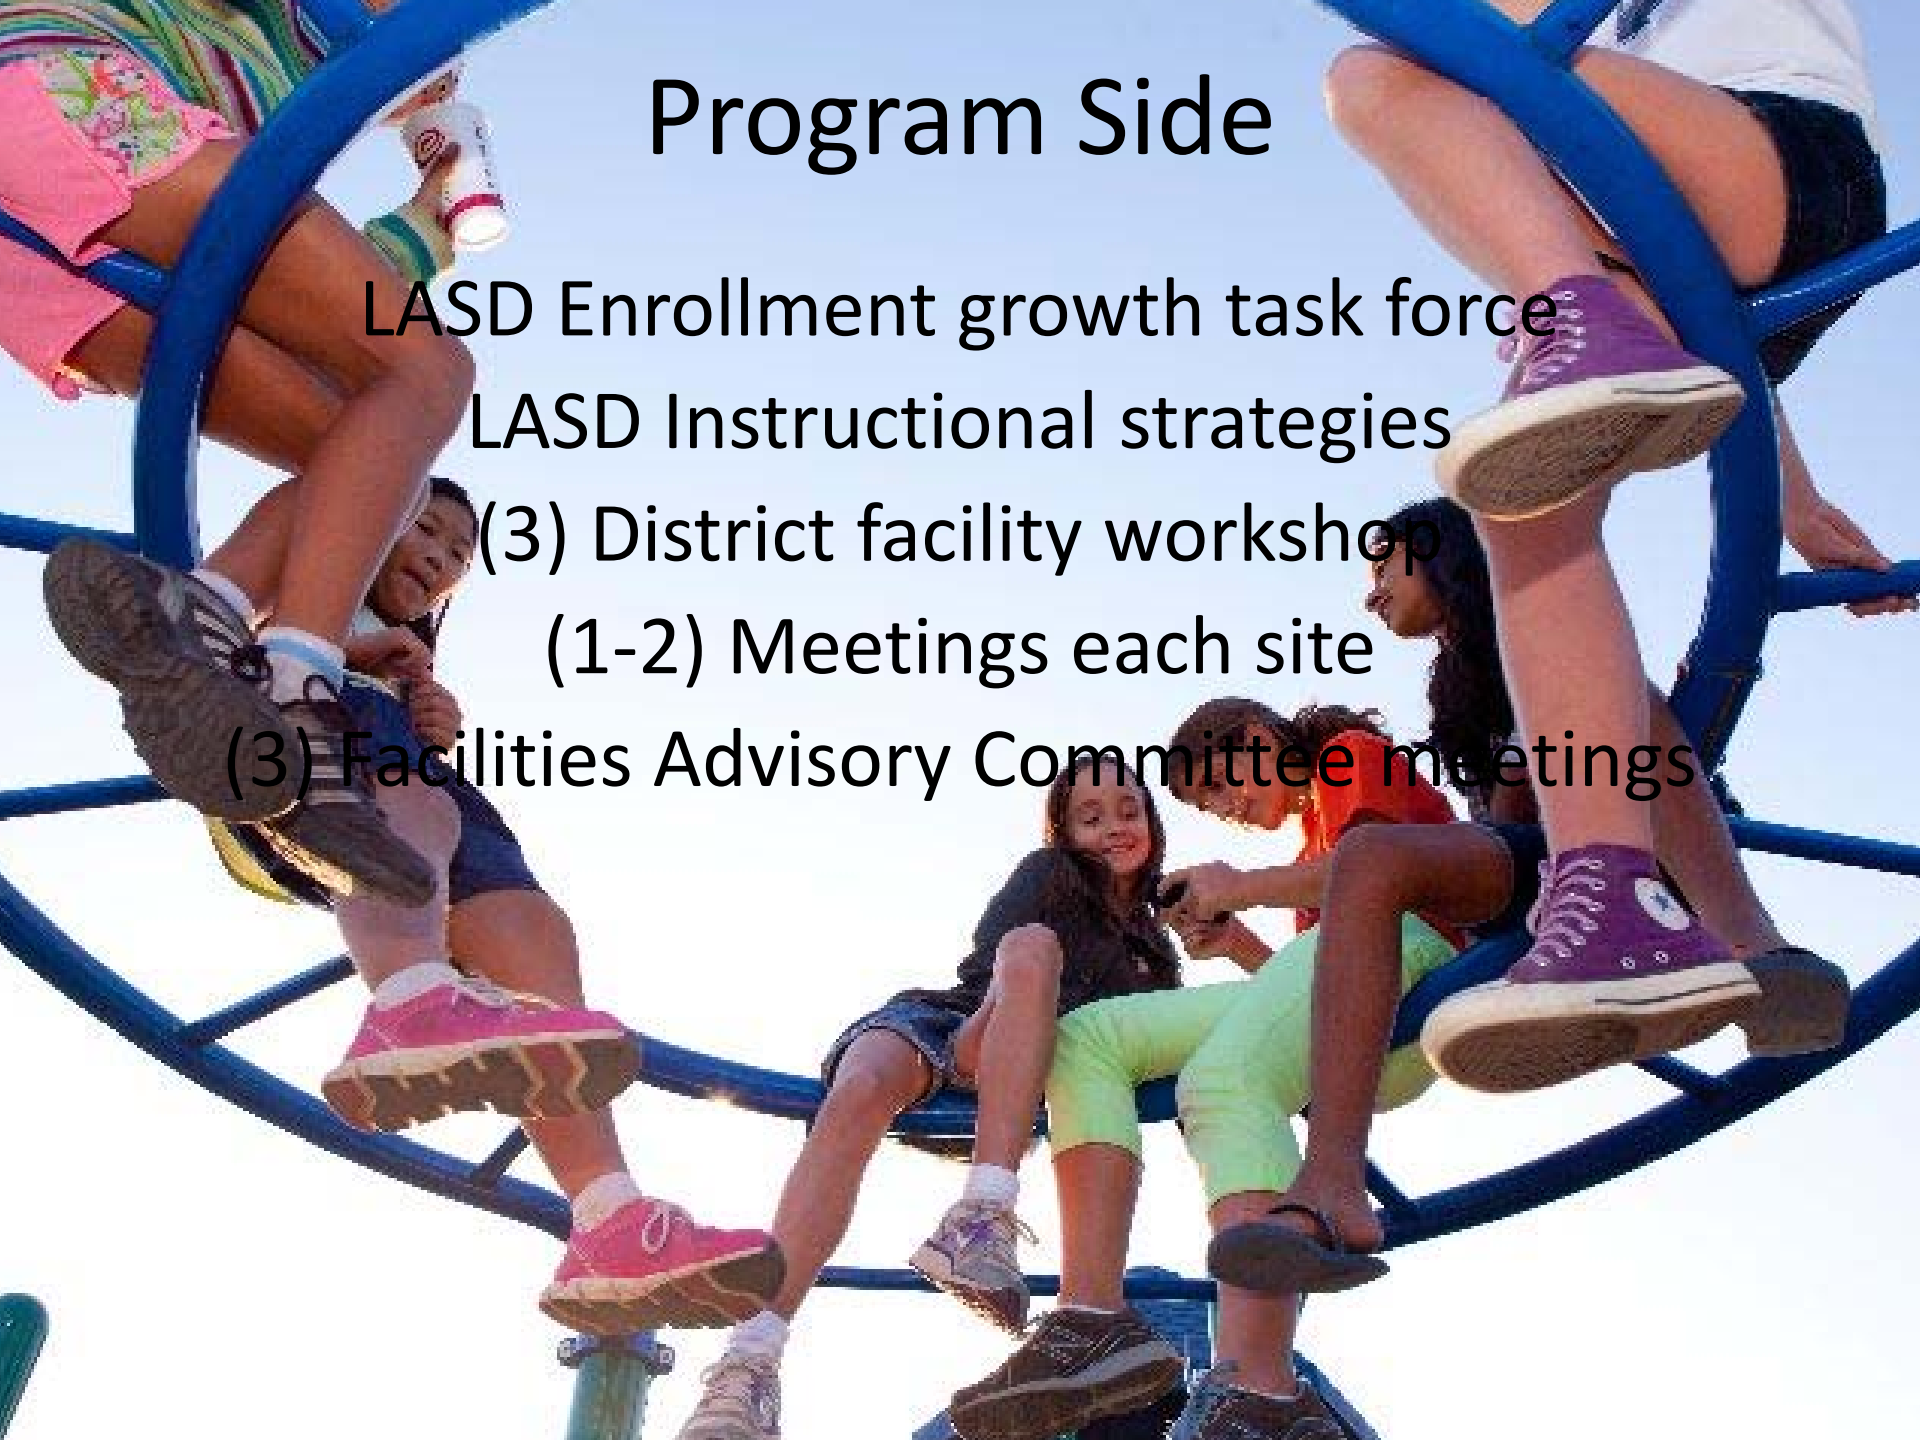 Program Side
LASD Enrollment growth task force
LASD Instructional strategies
(3) District facility workshop
(1-2) Meetings each site
(3) Facilities Advisory Committee meetings